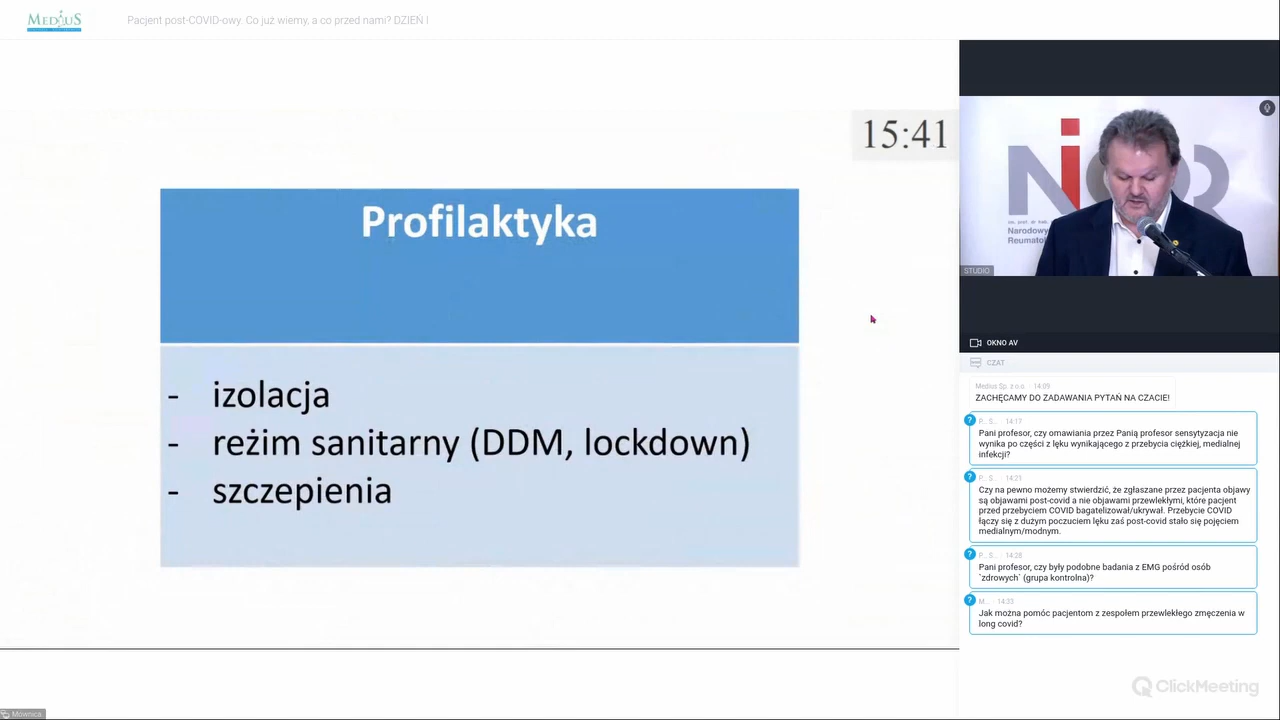 MEDiUS
Pacjent post-COVID-owy. Co już wiemy, a co przed nami? DZIEŃ I
15:41
Profilaktyka
- izolacja
- reżim sanitarny (DDM, lockdown)
- szczepienia
Narodowy
Reumatol
STUDIO
OKNO AV
CZAT
Medius Sp. z o.o. · 14:09
ZACHĘCAMY DO ZADAWANIA PYTAŃ NA CZACIE!
P... S... · 14:17
Pani profesor, czy omawiania przez Panią profesor sensytyzacja nie
wynika po części z lęku wynikającego z przebycia ciężkiej, medialnej
infekcji?
P... S... · 14:21
Czy na pewno możemy stwierdzić, że zgłaszane przez pacjenta objawy
są objawami post-covid a nie objawami przewlekłymi, które pacjent
przed przebyciem COVID bagatelizował/ukrywał. Przebycie COVID
łączy się z dużym poczuciem lęku zaś post-covid stało się pojęciem
medialnym/modnym.
P... S... · 14:28
Pani profesor, czy były podobne badania z EMG pośród osób
`zdrowych` (grupa kontrolna)?
M... · 14:33
Jak można pomóc pacjentom z zespołem przewlekłego zmęczenia w
long covid?
ClickMeeting
Mównica